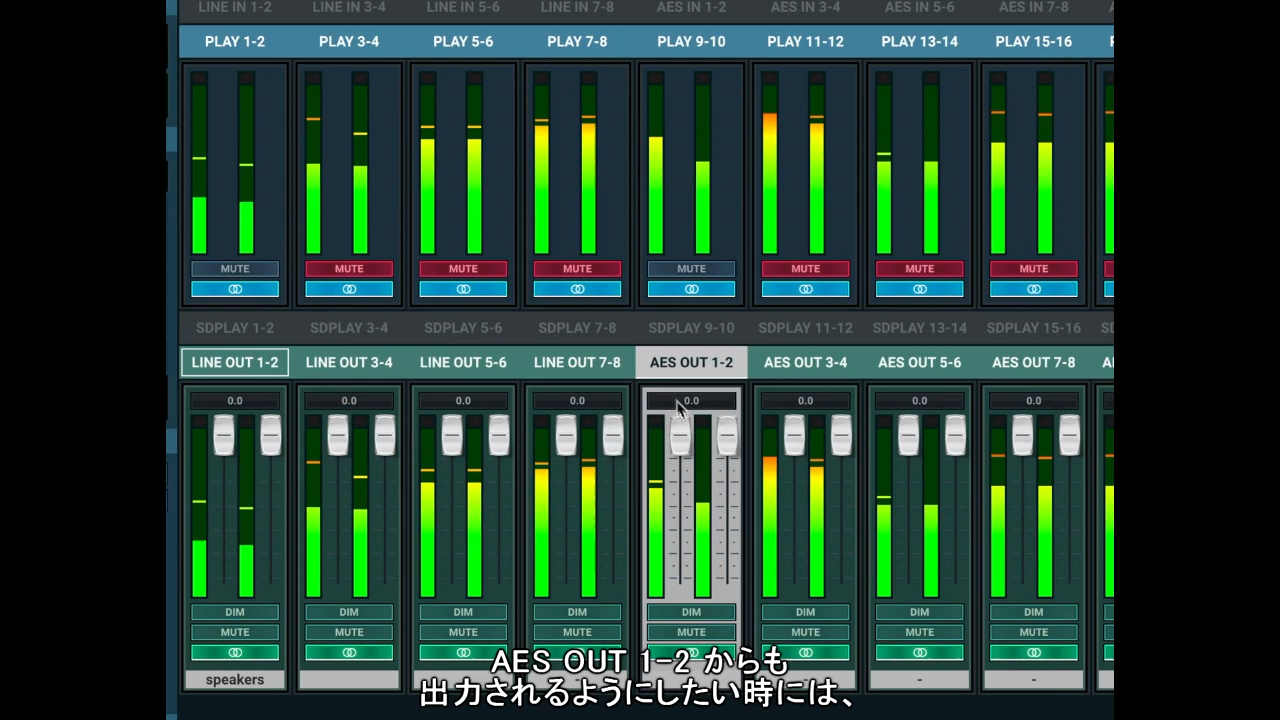 LINE IN 1-2 LINE IN 3-4 LINE IN 5-6 LINE IN 7-8 AES IN 1-2 AES IN 3-4 AES IN 5-6 AES IN 7-8
PLAY 1-2 PLAY 3-4 PLAY 5-6 PLAY 7-8 PLAY 9-10 PLAY 11-12 PLAY 13-14 PLAY 15-16
MUTE MUTE MUTE MUTE MUTE MUTE MUTE MUTE
SDPLAY 1-2 SDPLAY 3-4 SDPLAY 5-6 SDPLAY 7-8 SDPLAY 9-10 SDPLAY 11-12 SDPLAY 13-14 SDPLAY 15-16 SD
LINE OUT 1-2 LINE OUT 3-4 LINE OUT 5-6 LINE OUT 7-8 AES OUT 1-2 AES OUT 3-4 AES OUT 5-6 AES OUT 7-8
0.0 0.0 0.0 0.0 0.0 0.0 0.0 0.0
DIM DIM DIM DIM DIM DIM DIM DIM
MUTE MUTE MUTE MUTE MUTE MUTE MUTE MUTE
speakers - -
AES OUT 1-2 からも
出力されるようにしたい時には、